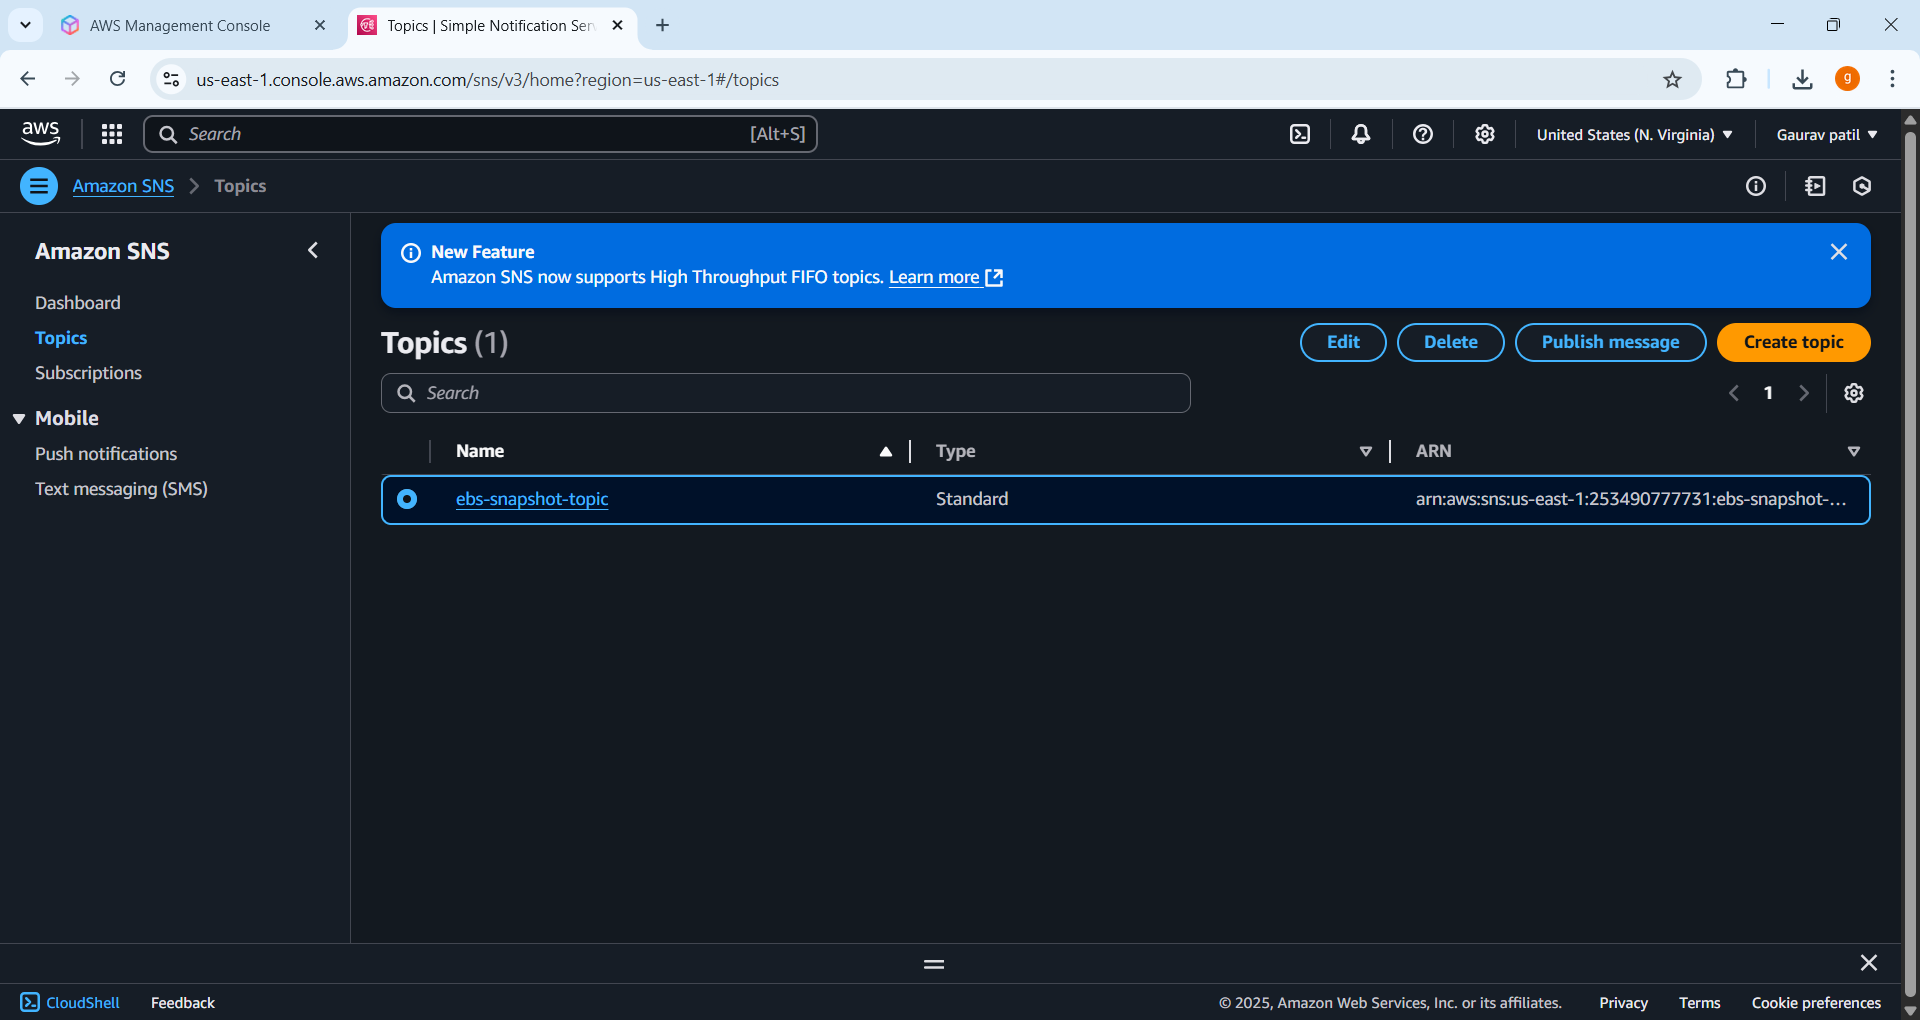 AWS Management Console
Topics | Simple Notification Ser
us-east-1.console.aws.amazon.com/sns/v3/home?region=us-east-1#/topics
g
aws
Search
[Alt+S]
United States (N. Virginia)
Gaurav patil
Amazon SNS
Topics
Amazon SNS
Dashboard
Topics
Subscriptions
Mobile
Push notifications
Text messaging (SMS)
New Feature
Amazon SNS now supports High Throughput FIFO topics. Learn more
Topics (1)
Edit
Delete
Publish message
Create topic
Search
1
Name
Type
ARN
ebs-snapshot-topic
Standard
arn:aws:sns:us-east-1:253490777731:ebs-snapshot-...
CloudShell
Feedback
© 2025, Amazon Web Services, Inc. or its affiliates.
Privacy
Terms
Cookie preferences